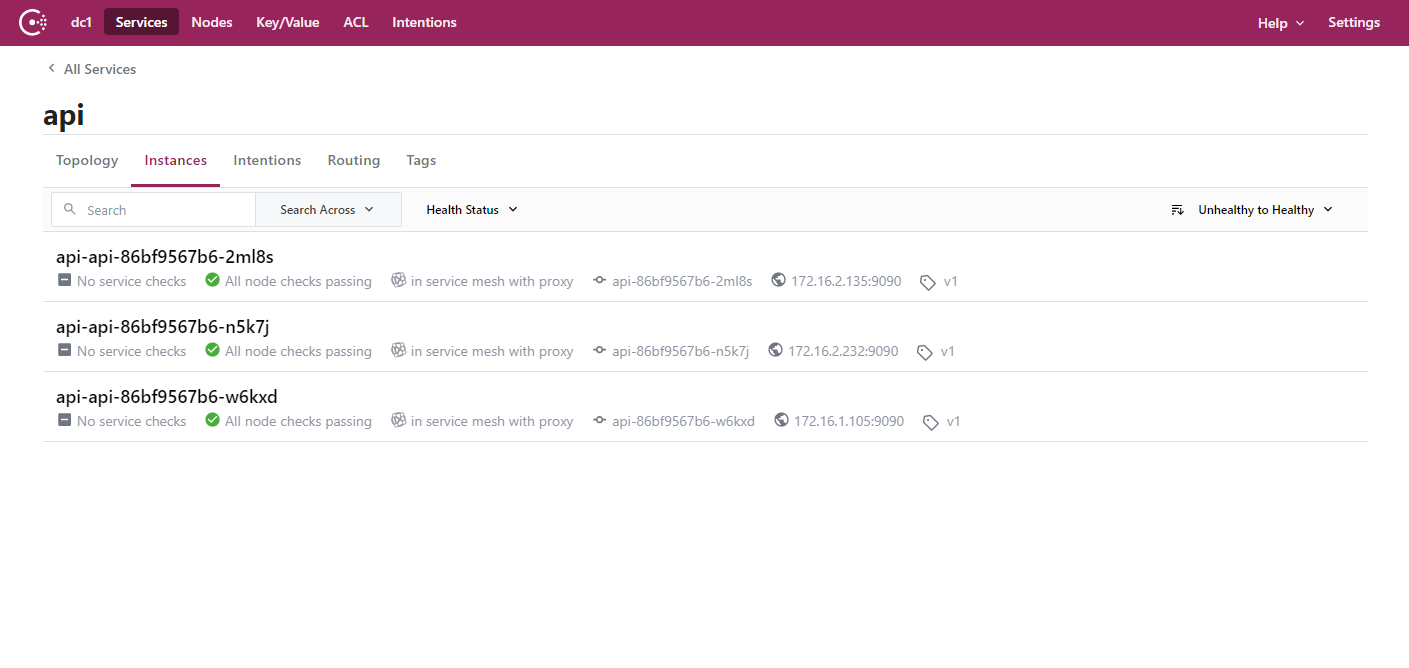 dc1 Services Nodes Key/Value ACL Intentions Help Settings
All Services
api
Topology Instances Intentions Routing Tags
Search Search Across Health Status Unhealthy to Healthy
api-api-86bf9567b6-2ml8s
No service checks All node checks passing in service mesh with proxy api-86bf9567b6-2ml8s 172.16.2.135:9090 v1
api-api-86bf9567b6-n5k7j
No service checks All node checks passing in service mesh with proxy api-86bf9567b6-n5k7j 172.16.2.232:9090 v1
api-api-86bf9567b6-w6kxd
No service checks All node checks passing in service mesh with proxy api-86bf9567b6-w6kxd 172.16.1.105:9090 v1